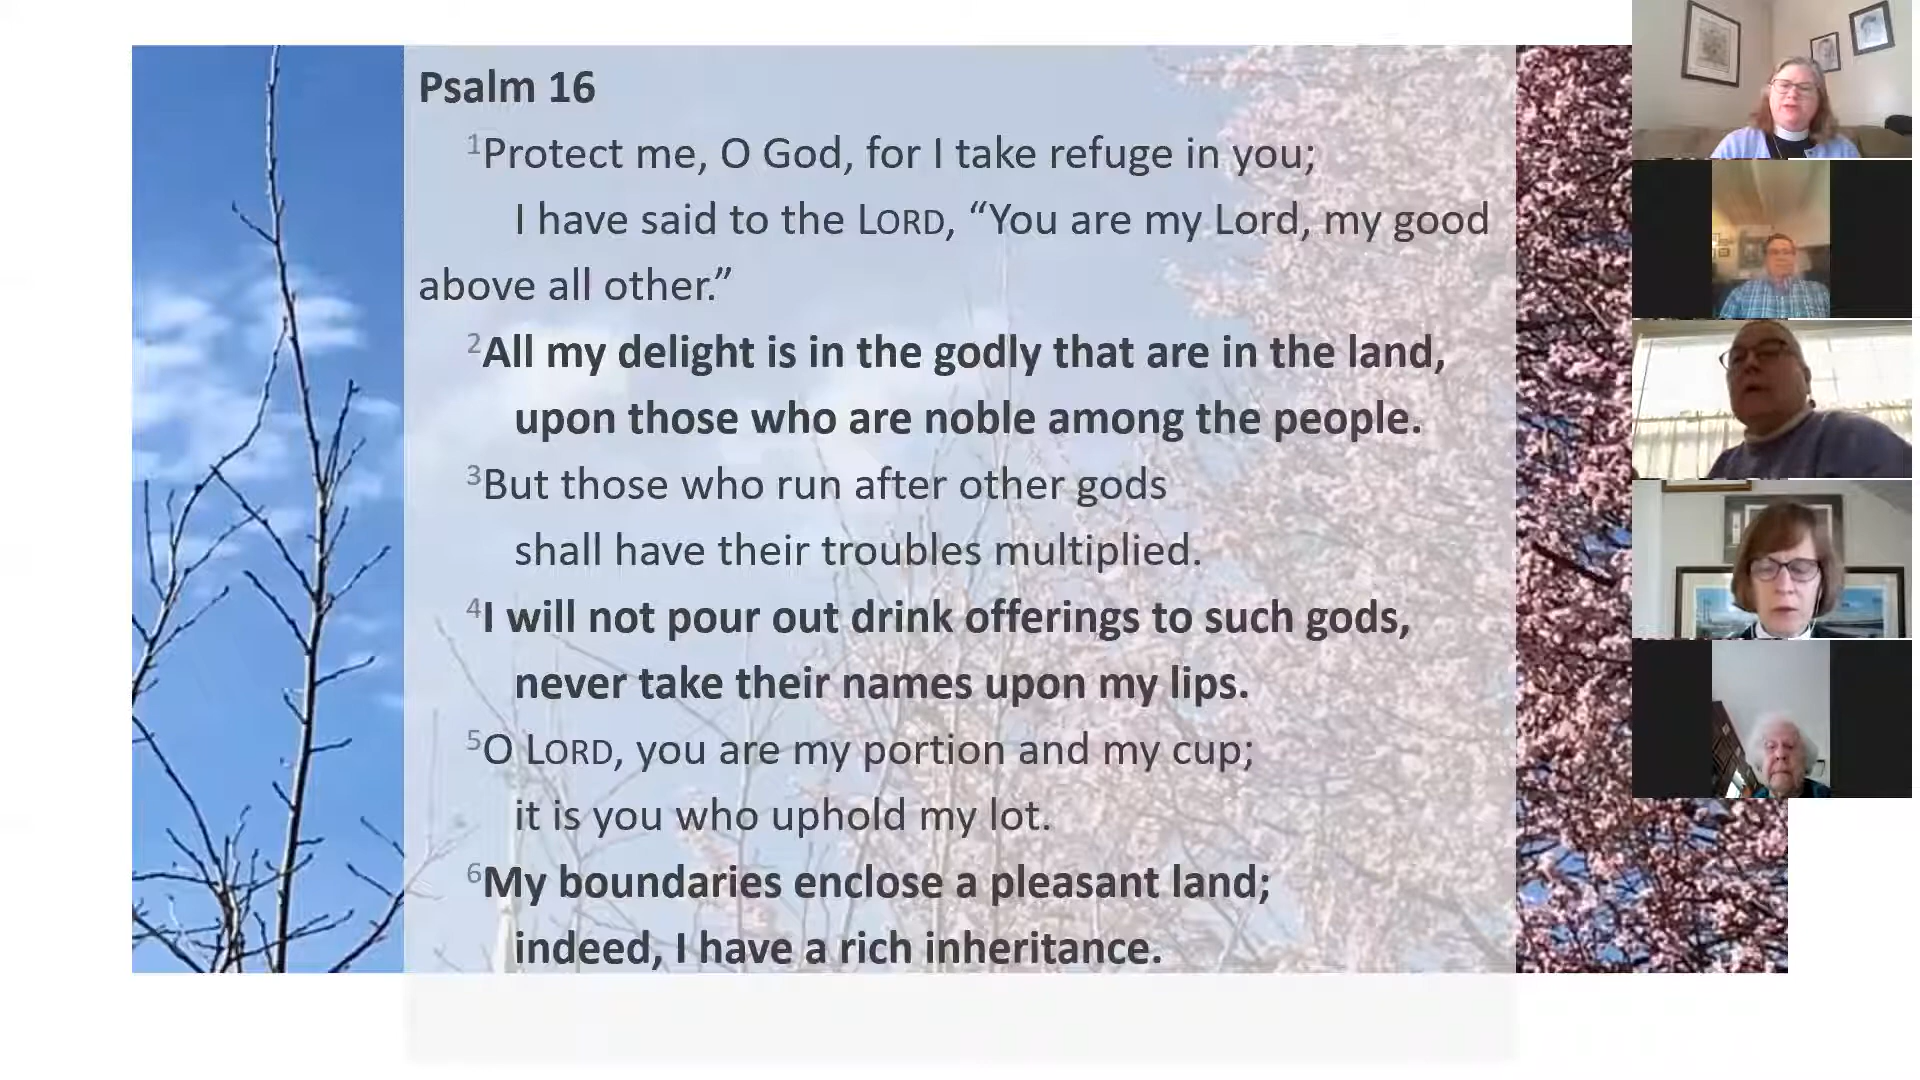 Psalm 16
1Protect me, O God, for I take refuge in you;
I have said to the LORD, “You are my Lord, my good
above all other.”
2All my delight is in the godly that are in the land,
upon those who are noble among the people.
3But those who run after other gods
shall have their troubles multiplied.
4I will not pour out drink offerings to such gods,
never take their names upon my lips.
5O LORD, you are my portion and my cup;
it is you who uphold my lot.
6My boundaries enclose a pleasant land;
indeed, I have a rich inheritance.